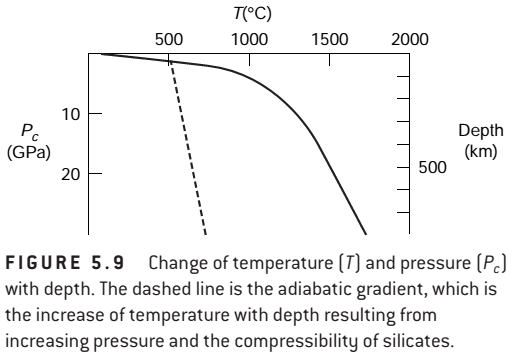 T(°C)
500 1000 1500 2000
10
P_c
(GPa)
20
Depth
(km)
500
FIGURE 5.9 Change of temperature (T) and pressure (P_c)
with depth. The dashed line is the adiabatic gradient, which is
the increase of temperature with depth resulting from
increasing pressure and the compressibility of silicates.